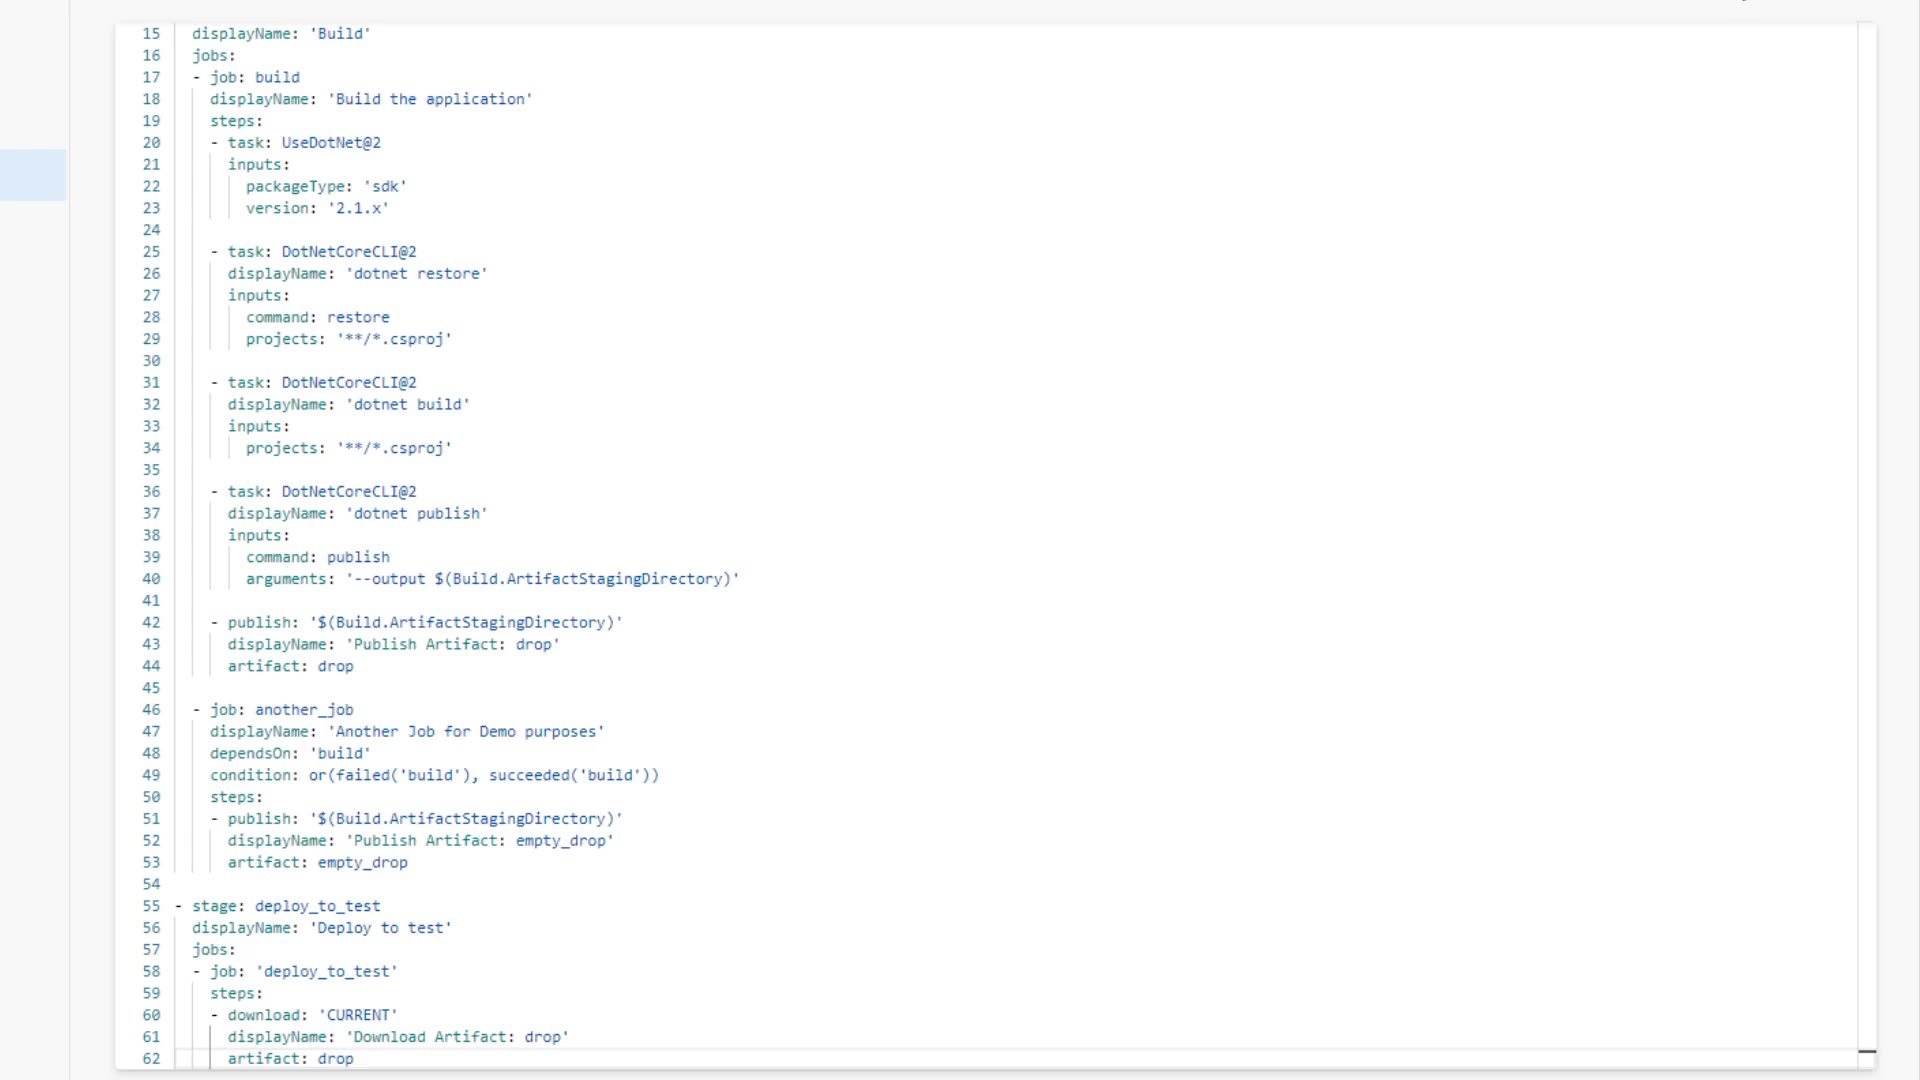 15 displayName: 'Build'
16 jobs:
17 - job: build
18 displayName: 'Build the application'
19 steps:
20 - task: UseDotNet@2
21 inputs:
22 packageType: 'sdk'
23 version: '2.1.x'
24
25 - task: DotNetCoreCLI@2
26 displayName: 'dotnet restore'
27 inputs:
28 command: restore
29 projects: '**/*.csproj'
30
31 - task: DotNetCoreCLI@2
32 displayName: 'dotnet build'
33 inputs:
34 projects: '**/*.csproj'
35
36 - task: DotNetCoreCLI@2
37 displayName: 'dotnet publish'
38 inputs:
39 command: publish
40 arguments: '--output $(Build.ArtifactStagingDirectory)'
41
42 - publish: '$(Build.ArtifactStagingDirectory)'
43 displayName: 'Publish Artifact: drop'
44 artifact: drop
45
46 - job: another_job
47 displayName: 'Another Job for Demo purposes'
48 dependsOn: 'build'
49 condition: or(failed('build'), succeeded('build'))
50 steps:
51 - publish: '$(Build.ArtifactStagingDirectory)'
52 displayName: 'Publish Artifact: empty_drop'
53 artifact: empty_drop
54
55 - stage: deploy_to_test
56 displayName: 'Deploy to test'
57 jobs:
58 - job: 'deploy_to_test'
59 steps:
60 - download: 'CURRENT'
61 displayName: 'Download Artifact: drop'
62 artifact: drop